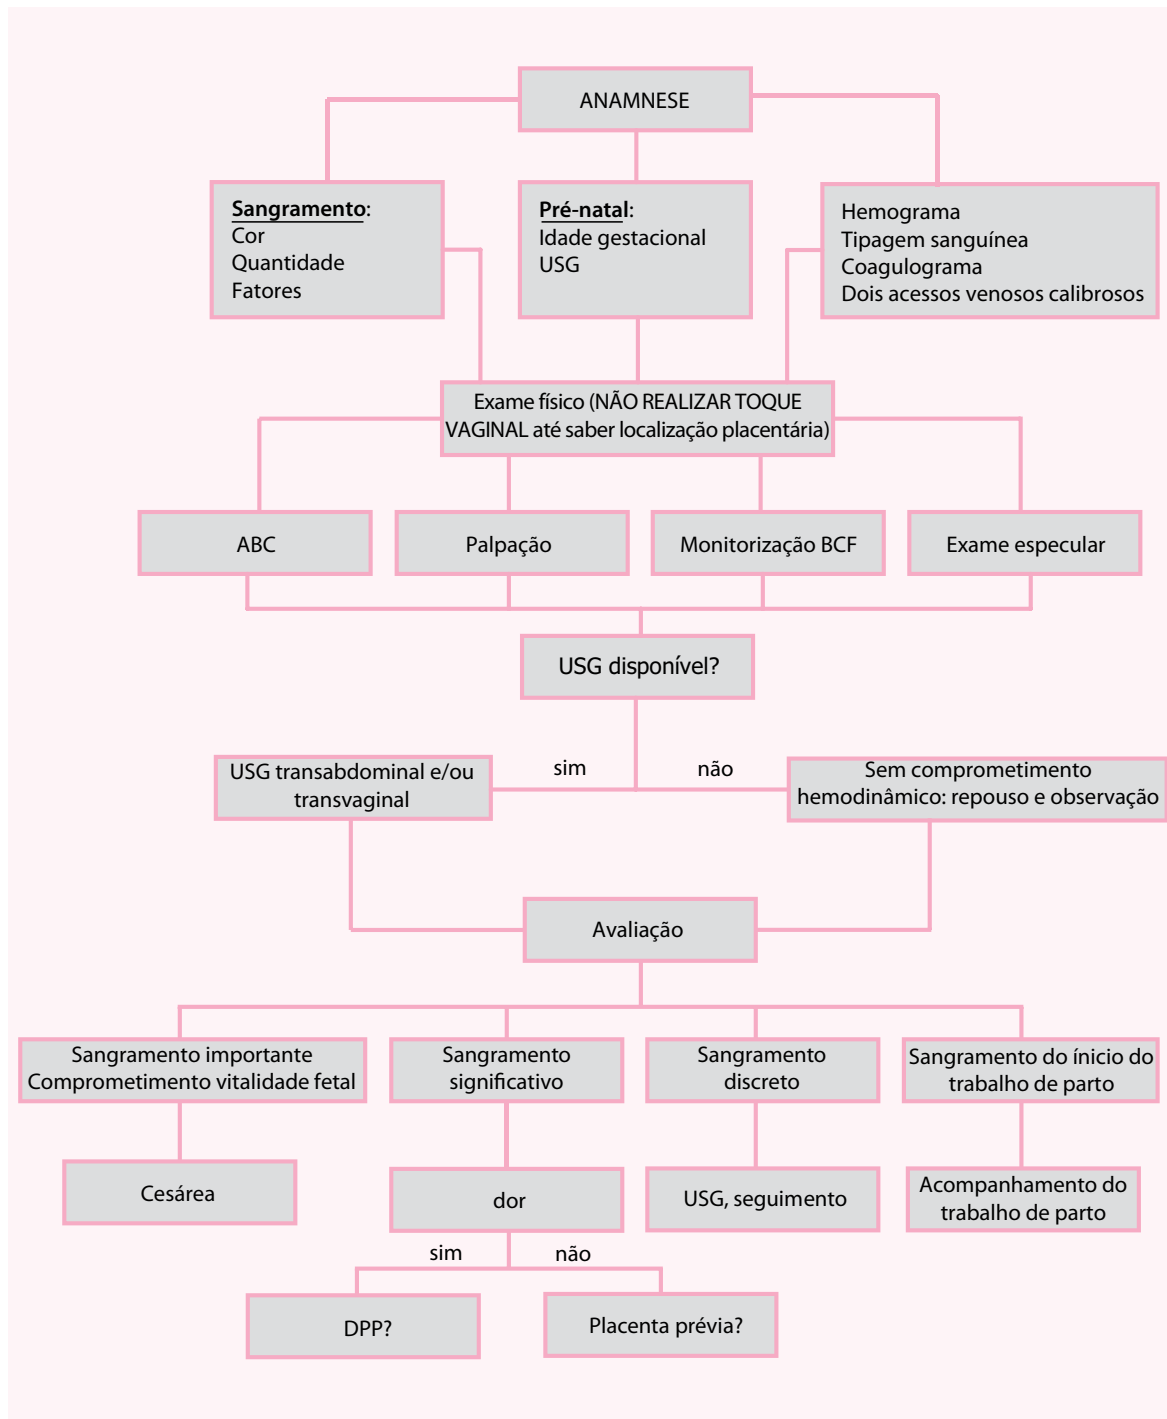 ANAMNESE
Sangramento:
Cor
Quantidade
Fatores
Pré-natal:
Idade gestacional
USG
Hemograma
Tipagem sanguínea
Coagulograma
Dois acessos venosos calibrosos
Exame físico (NÃO REALIZAR TOQUE
VAGINAL até saber localização placentária)
ABC
Palpação
Monitorização BCF
Exame especular
USG disponível?
sim
não
USG transabdominal e/ou
transvaginal
Sem comprometimento
hemodinâmico: repouso e observação
Avaliação
Sangramento importante
Comprometimento vitalidade fetal
Sangramento
significativo
Sangramento
discreto
Sangramento do ínicio do
trabalho de parto
Cesárea
dor
USG, seguimento
Acompanhamento do
trabalho de parto
sim
não
DPP?
Placenta prévia?